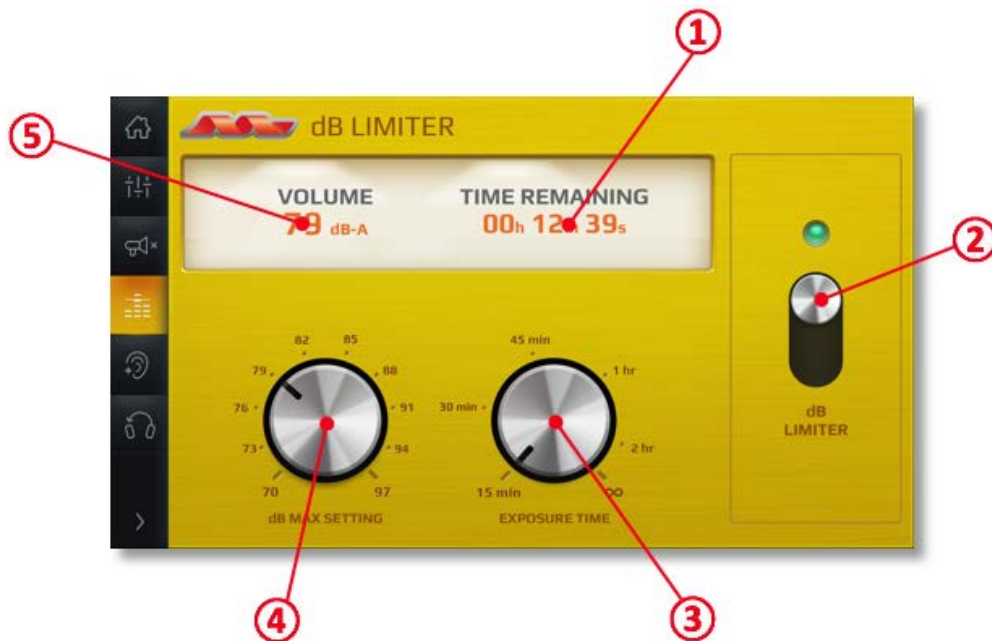 1
5
dB LIMITER
VOLUME TIME REMAINING
79 dB-A 00h 12m 39s
2
82 85 45 min
79 88 1 hr
76 91 30 min
73 94 2 hr
70 97 15 min ∞
dB MAX SETTING EXPOSURE TIME
dB
LIMITER
4 3